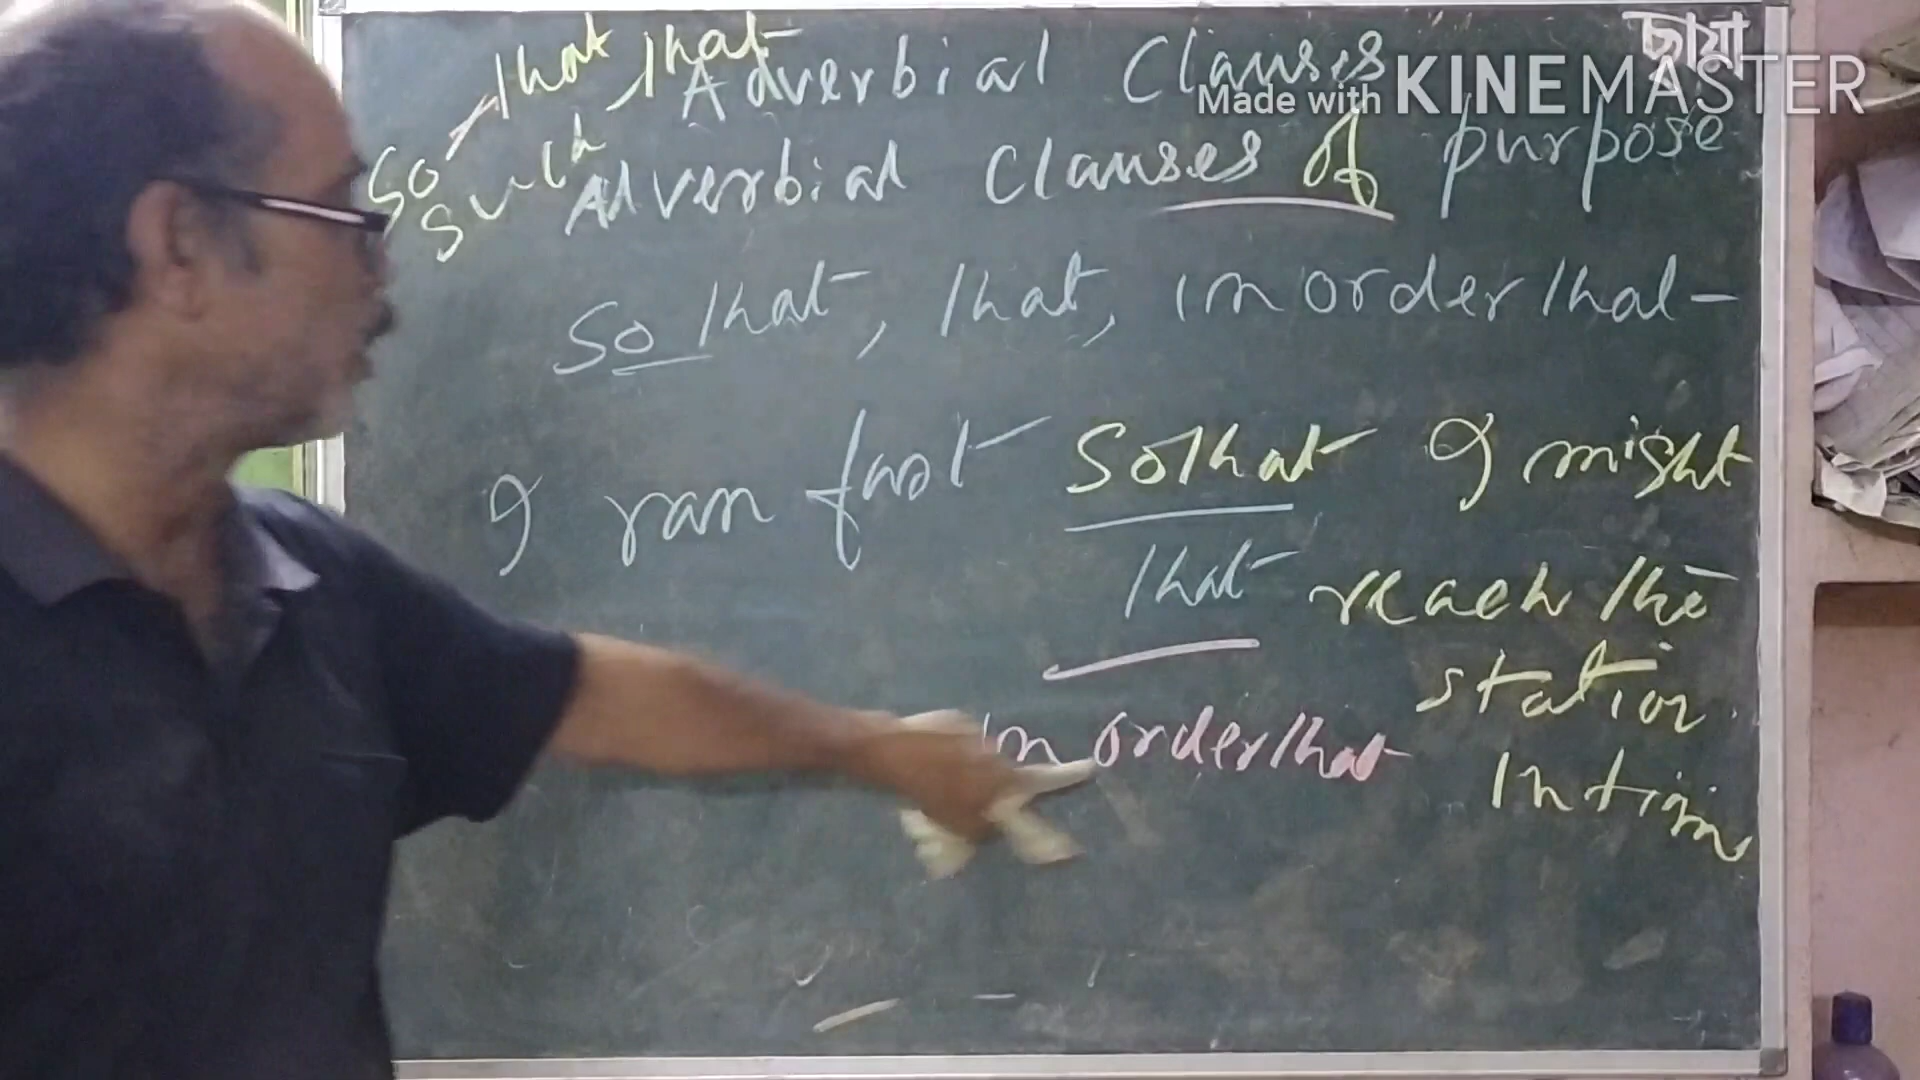 that, that
So
Such
Adverbial Clauses
ছায়া
Made with KINEMASTER
Adverbial Clauses of purpose
So that, that, in order that
I ran fast so that I might
that reach the
station
in order that
in time